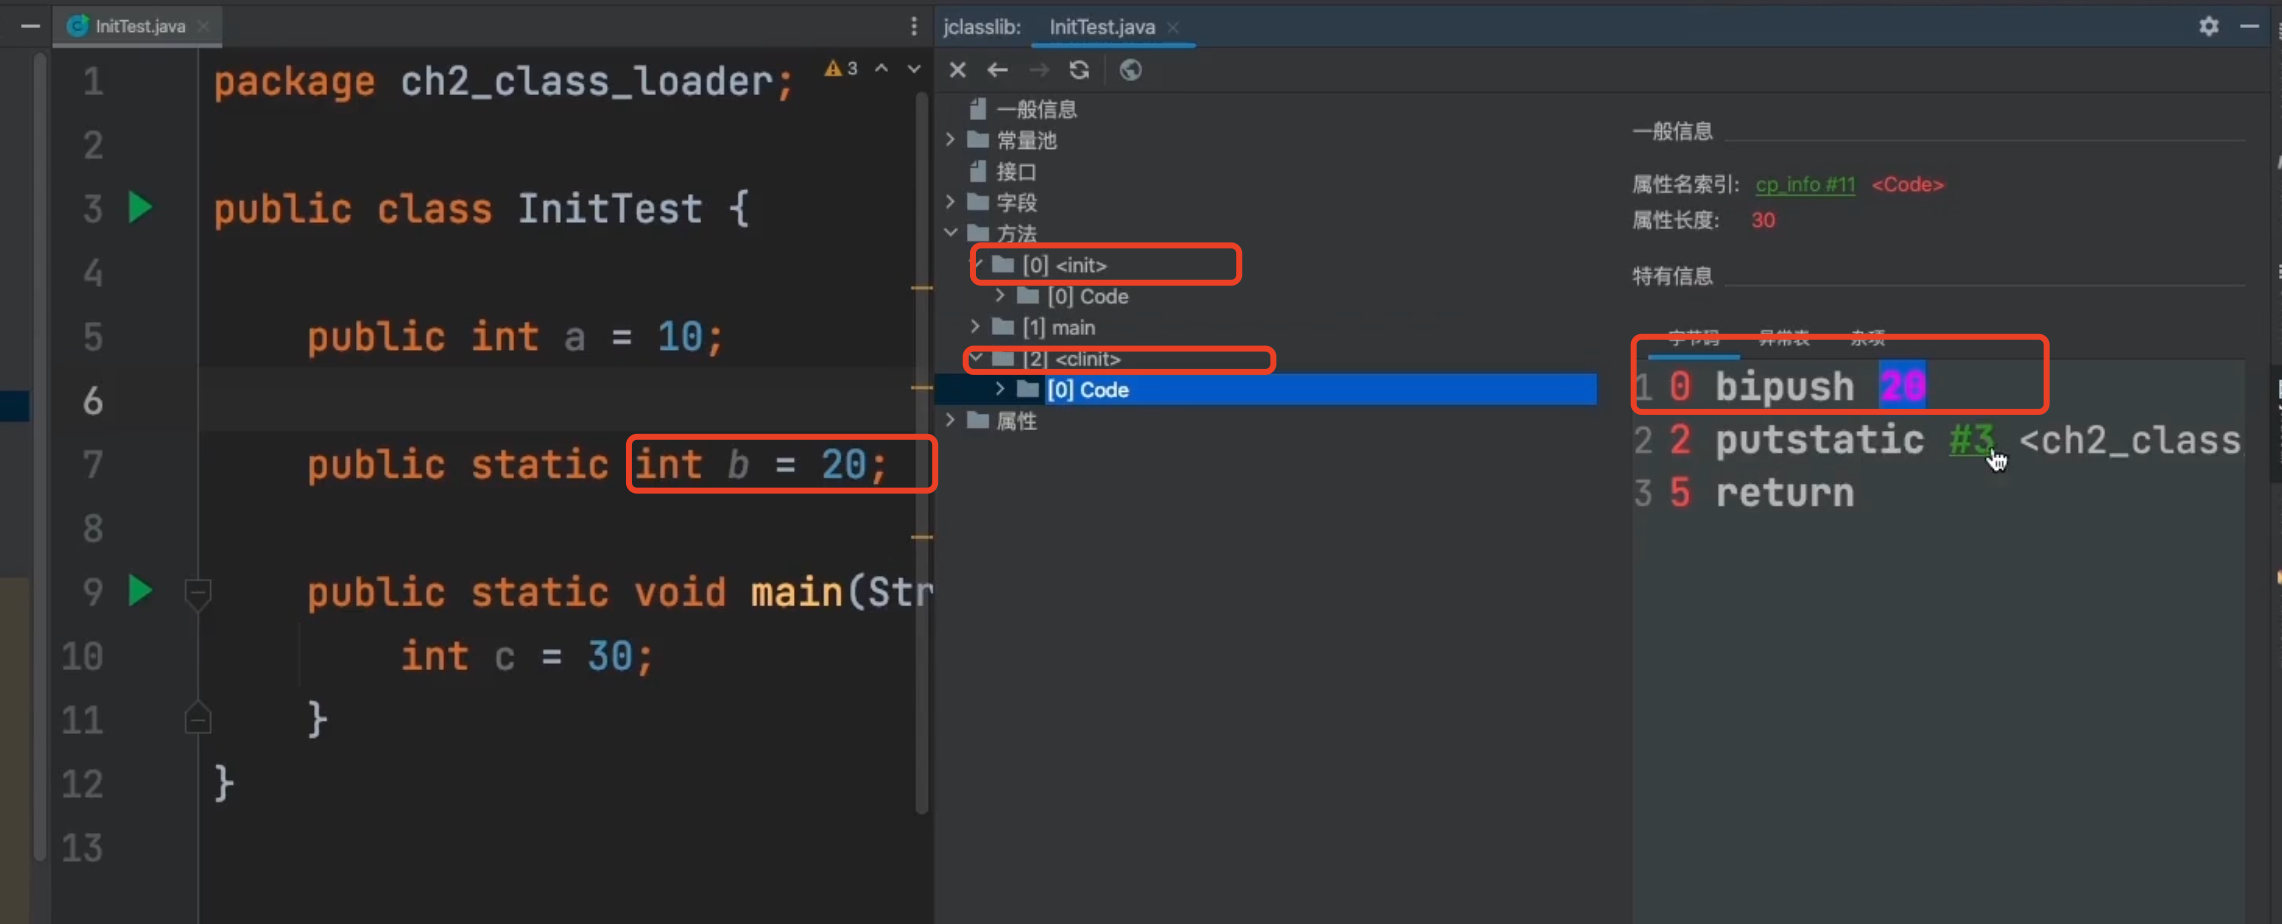 InitTest.java
1 package ch2_class_loader;
3
2
3 public class InitTest {
4
5 public int a = 10;
6
7 public static int b = 20;
8
9 public static void main(Str
10 int c = 30;
11 }
12 }
13
jclasslib: InitTest.java
一般信息
常量池
接口
字段
方法
[0] <init>
[0] Code
[1] main
[2] <clinit>
[0] Code
属性
一般信息
属性名索引: cp_info #11 <Code>
属性长度: 30
特有信息
字节码 异常表 杂项
1 0 bipush 20
2 2 putstatic #3 <ch2_class
3 5 return